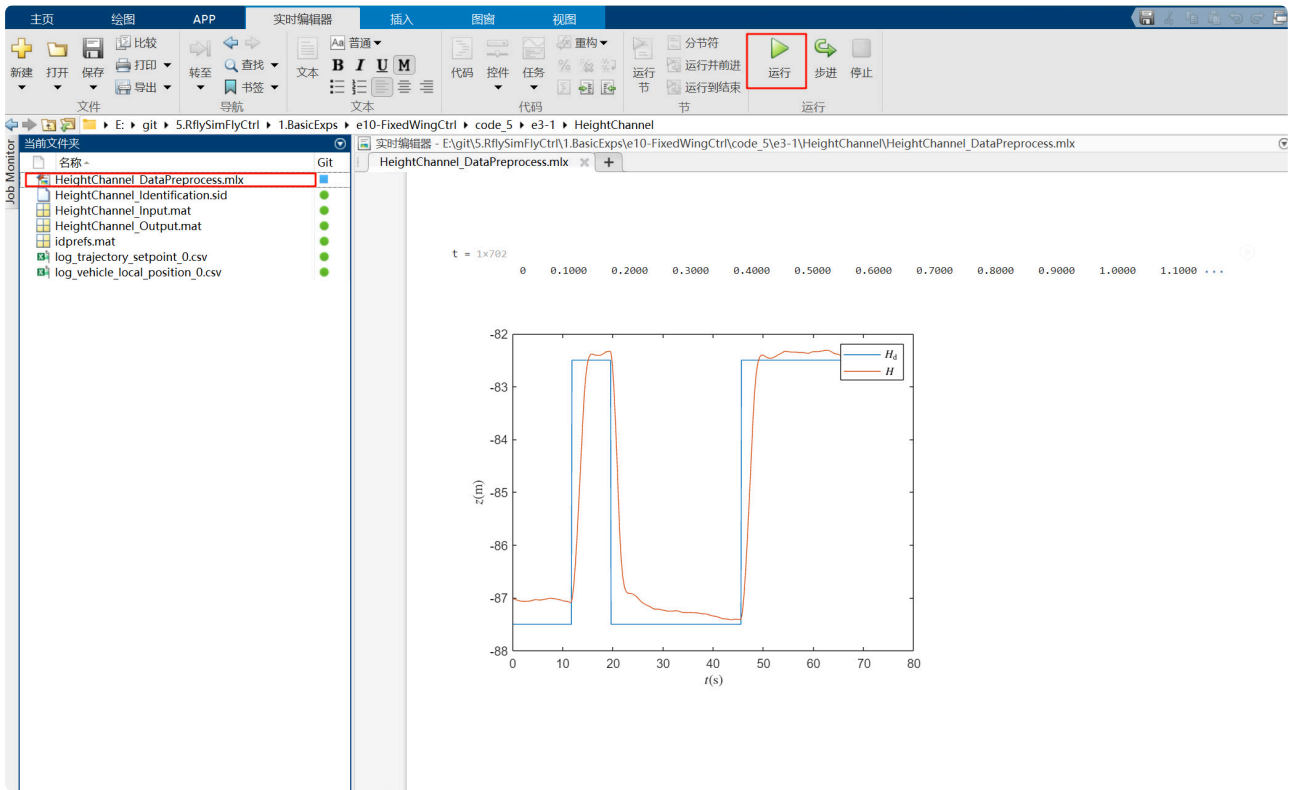 主页 绘图 APP 实时编辑器 插入 图窗 视图
新建 打开 保存 比较 打印 导出 转至 查找 书签 文本 Aa 普通 B I U M 代码 控件 任务 重构 运行节 分节符 运行并前进 运行到结束 运行 步进 停止
文件 导航 文本 代码 节 运行
E: git 5.RflySimFlyCtrl 1.BasicExps e10-FixedWingCtrl code_5 e3-1 HeightChannel
Job Monitor
当前文件夹
名称 Git
HeightChannel_DataPreprocess.mlx
HeightChannel_Identification.sid
HeightChannel_Input.mat
HeightChannel_Output.mat
idprefs.mat
log_trajectory_setpoint_0.csv
log_vehicle_local_position_0.csv
实时编辑器 - E:\git\5.RflySimFlyCtrl\1.BasicExps\e10-FixedWingCtrl\code_5\e3-1\HeightChannel\HeightChannel_DataPreprocess.mlx
HeightChannel_DataPreprocess.mlx
t = 1×702
0 0.1000 0.2000 0.3000 0.4000 0.5000 0.6000 0.7000 0.8000 0.9000 1.0000 1.1000 ...
-82
-83
-84
-85
-86
-87
-88
z(m)
H_d
H
0 10 20 30 40 50 60 70 80
t(s)